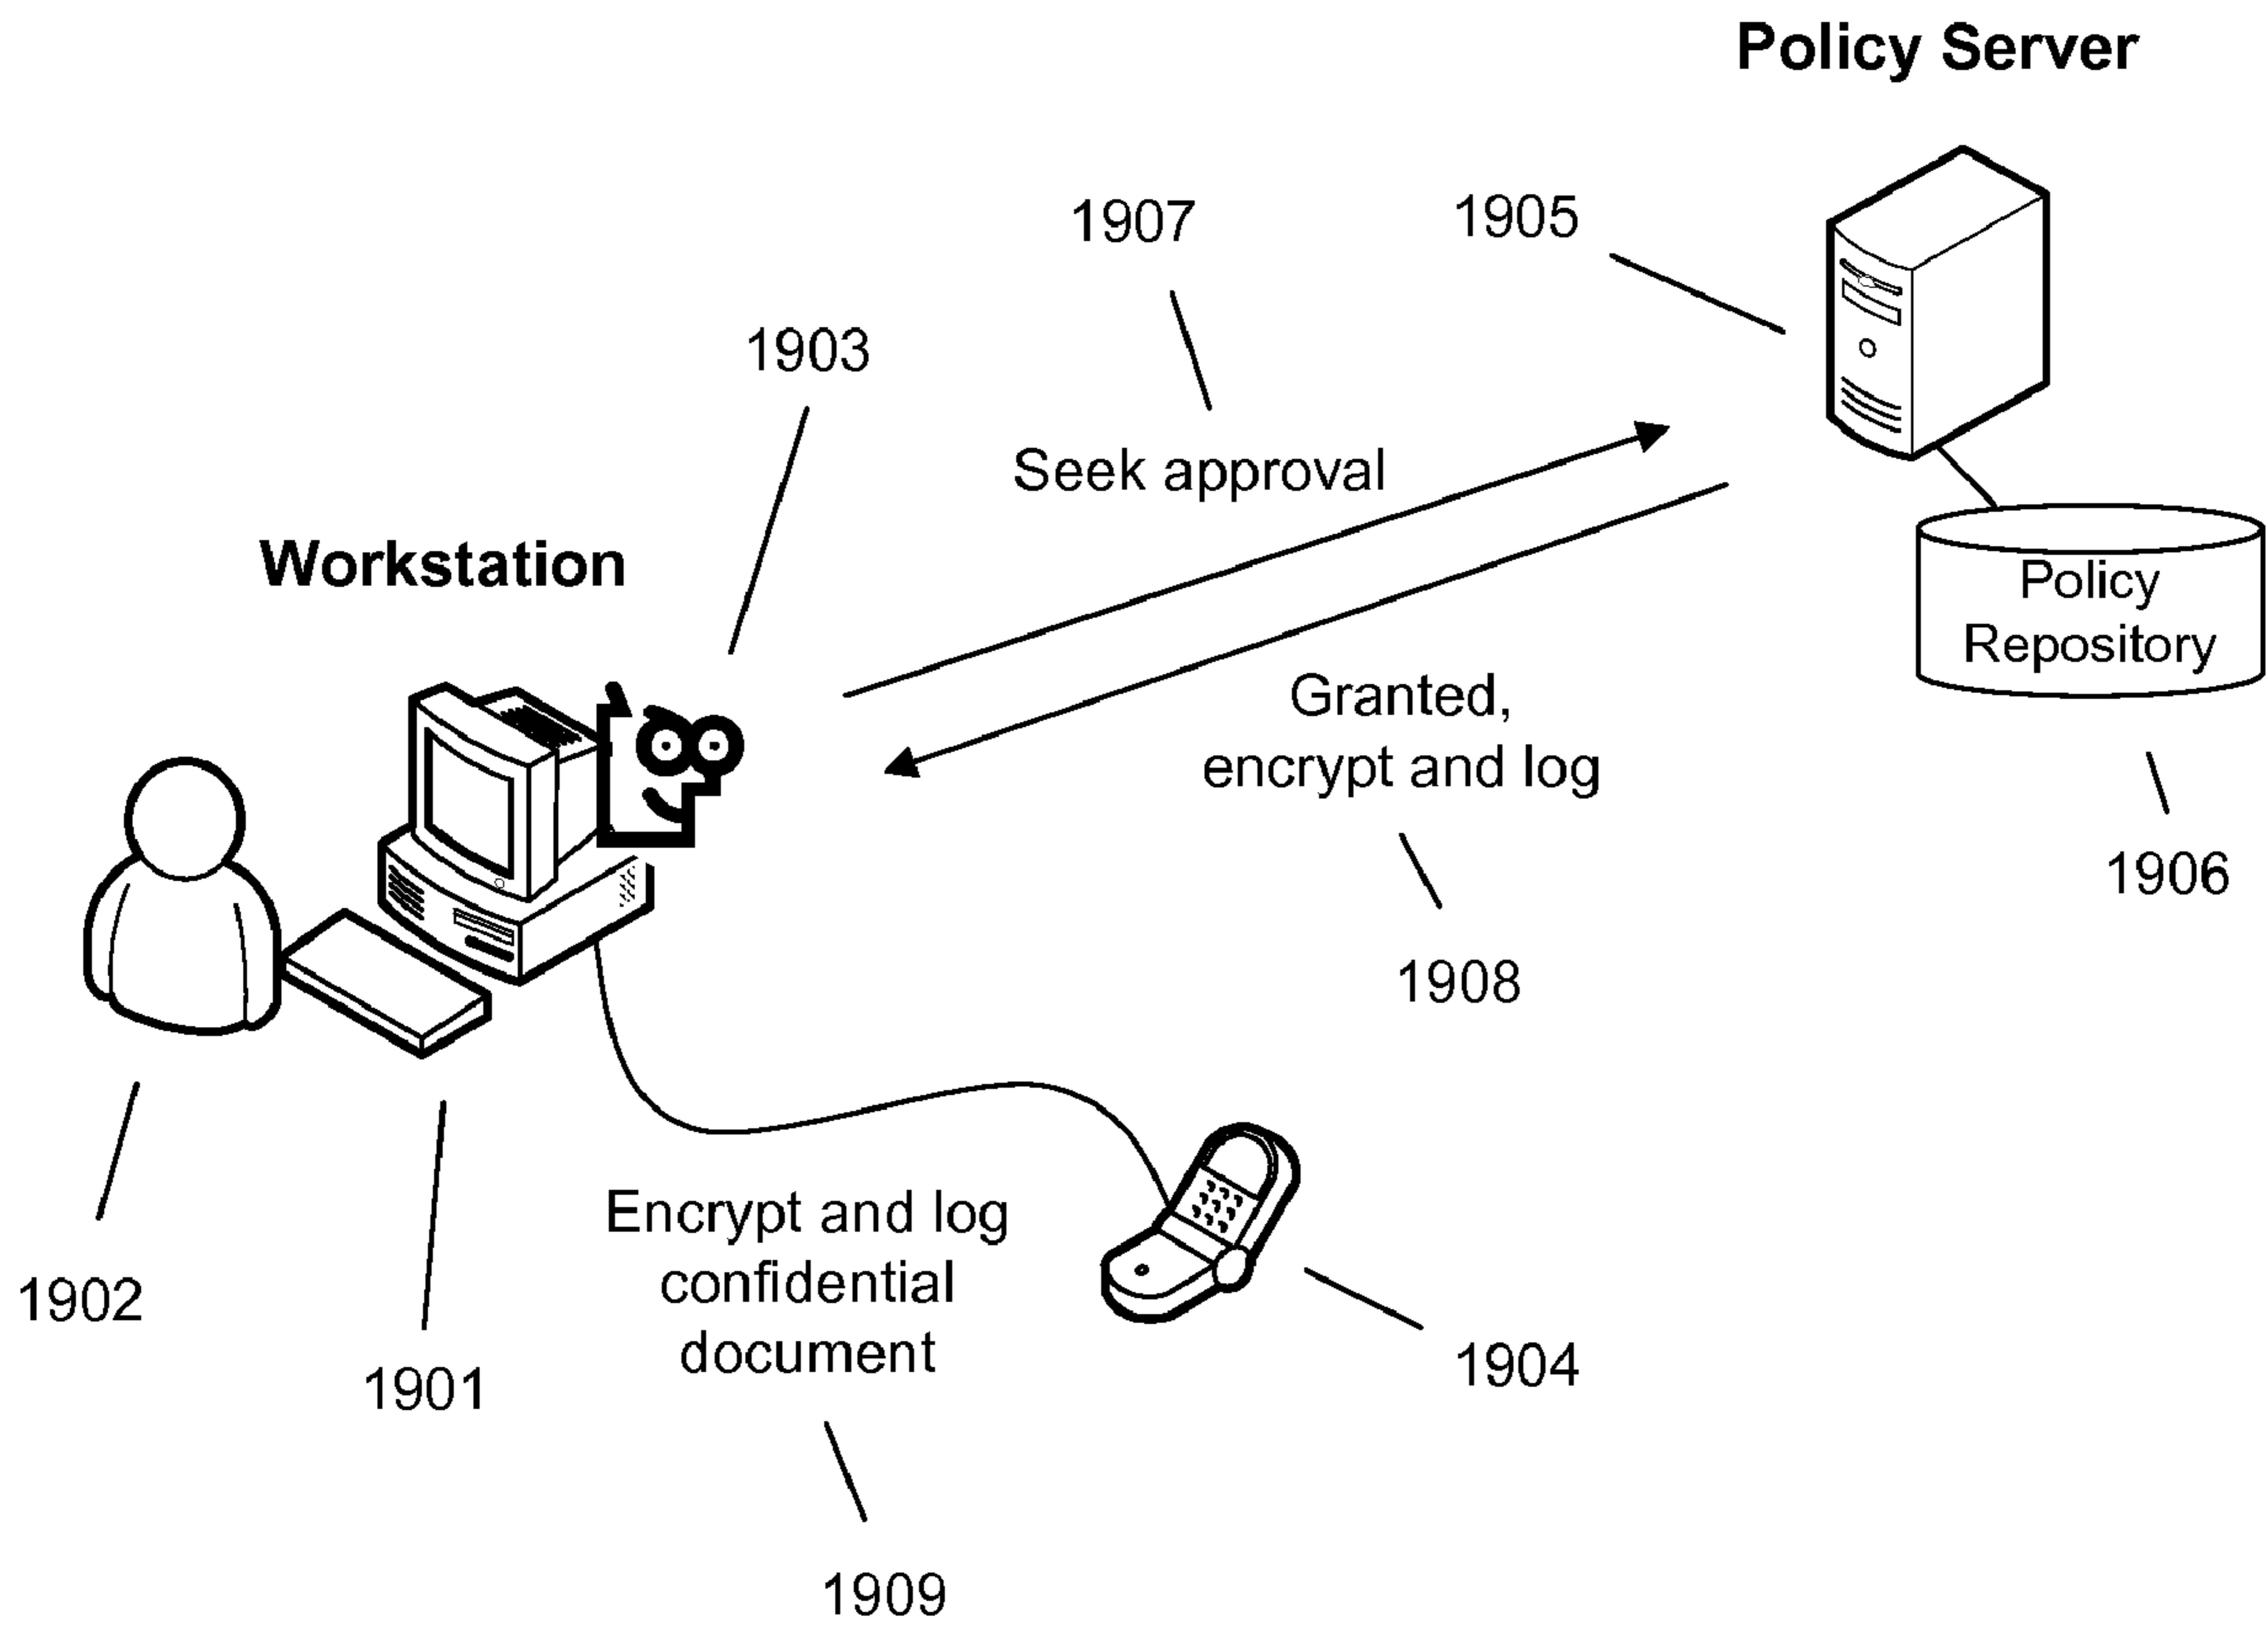 Policy Server
1907
1905
1903
Seek approval
Workstation
Policy
Repository
Granted,
encrypt and log
1906
1908
Encrypt and log
confidential
document
1902
1901
1904
1909